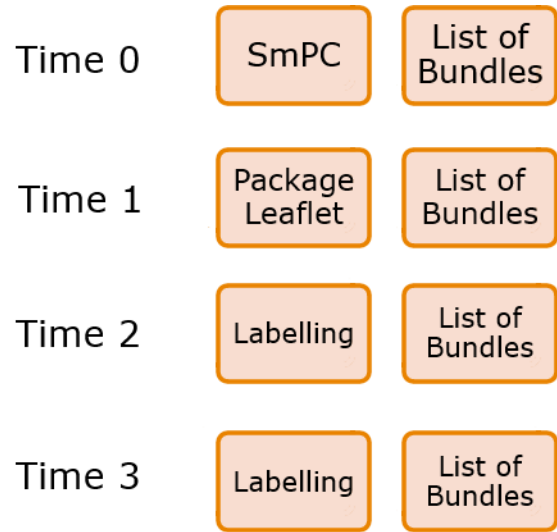 Time 0
SmPC
List of
Bundles
Time 1
Package
Leaflet
List of
Bundles
Time 2
Labelling
List of
Bundles
Time 3
Labelling
List of
Bundles